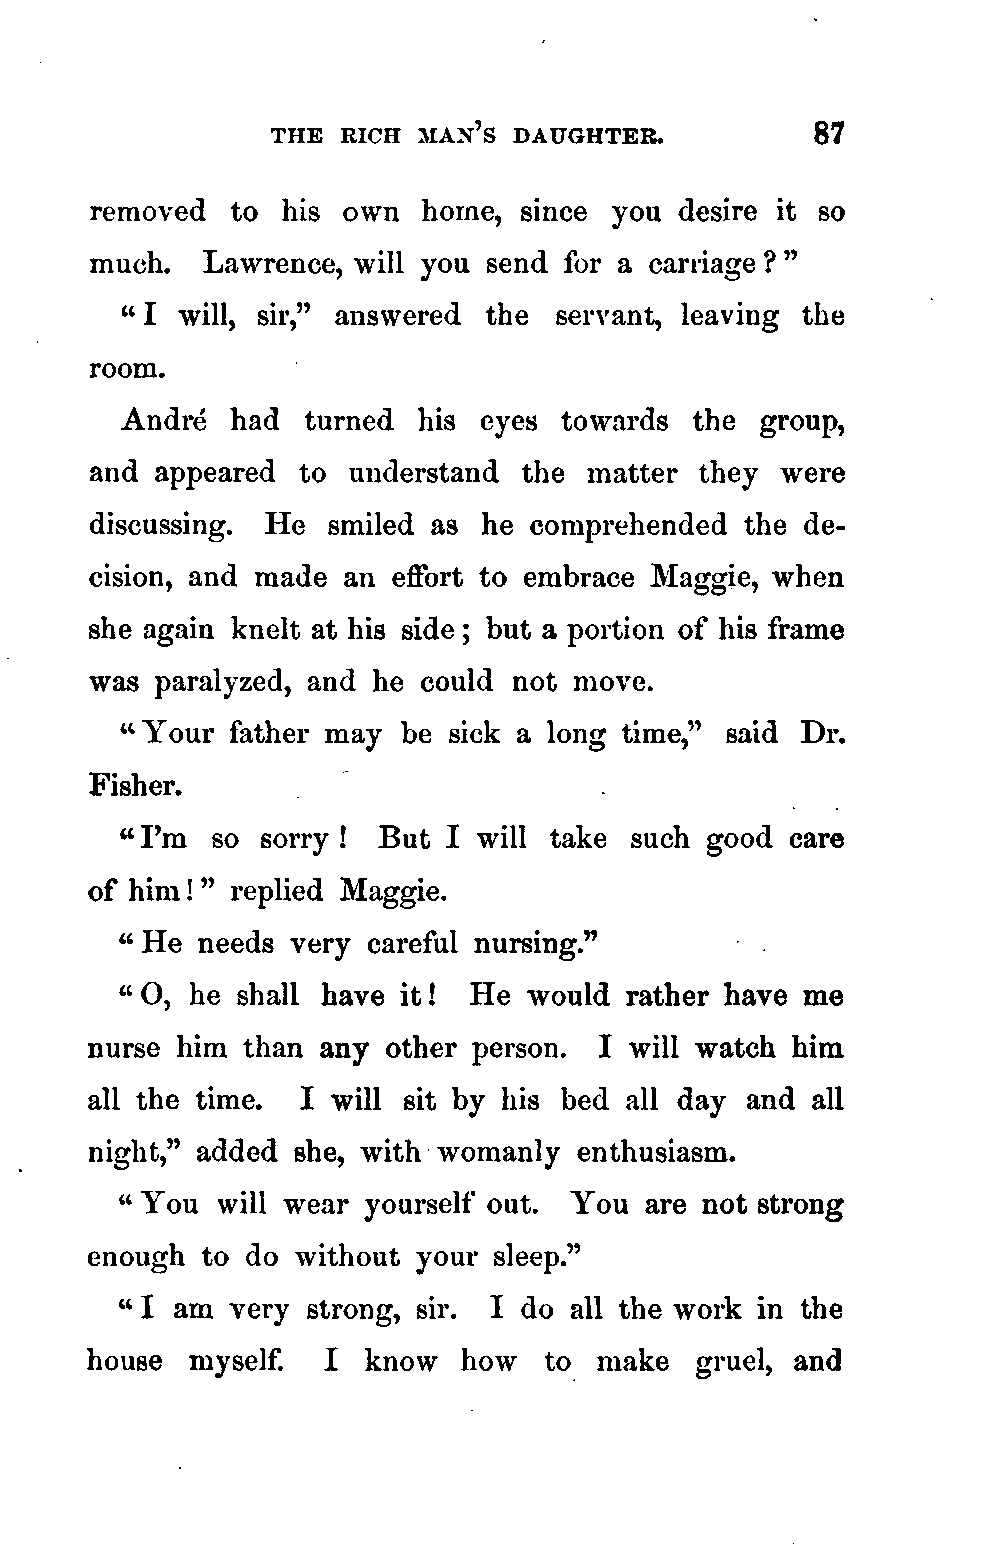 THE RICH MAN'S DAUGHTER. 87
removed to his own home, since you desire it so
much. Lawrence, will you send for a carriage?"
"I will, sir," answered the servant, leaving the
room.
André had turned his eyes towards the group,
and appeared to understand the matter they were
discussing. He smiled as he comprehended the de-
cision, and made an effort to embrace Maggie, when
she again knelt at his side; but a portion of his frame
was paralyzed, and he could not move.
"Your father may be sick a long time," said Dr.
Fisher.
"I'm so sorry! But I will take such good care
of him!" replied Maggie.
"He needs very careful nursing."
"O, he shall have it! He would rather have me
nurse him than any other person. I will watch him
all the time. I will sit by his bed all day and all
night," added she, with womanly enthusiasm.
"You will wear yourself out. You are not strong
enough to do without your sleep."
"I am very strong, sir. I do all the work in the
house myself. I know how to make gruel, and